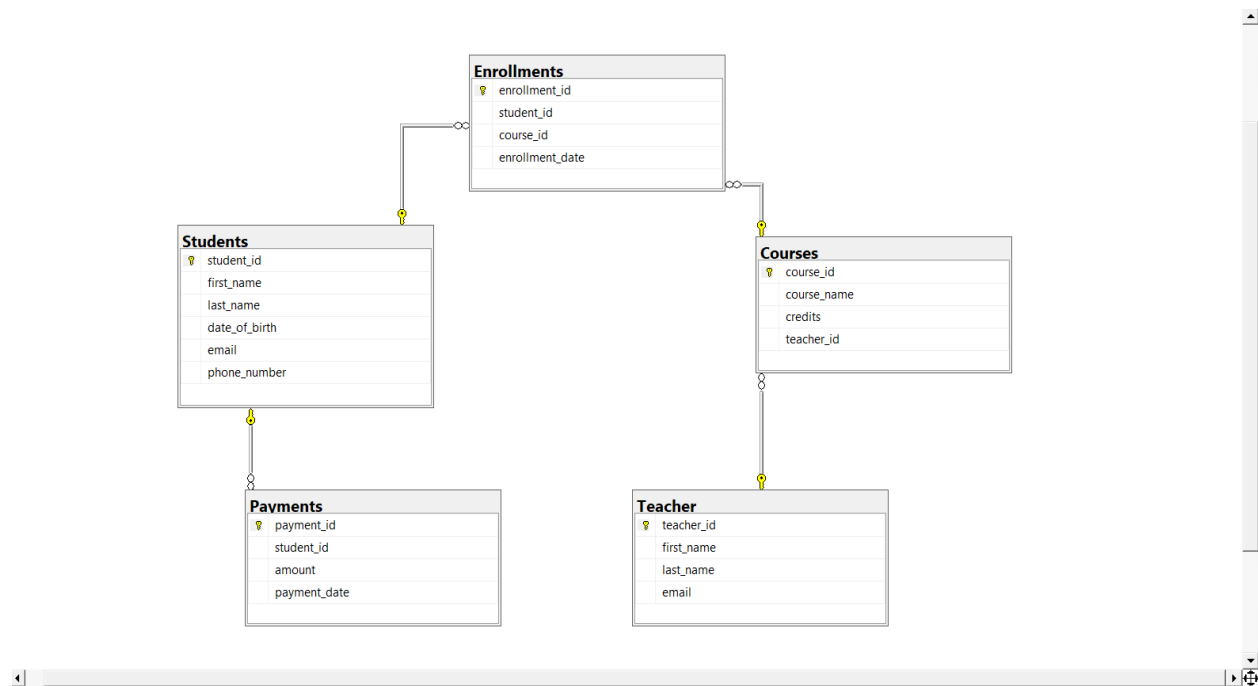 Enrollments
enrollment_id
student_id
course_id
enrollment_date
Students
student_id
first_name
last_name
date_of_birth
email
phone_number
Courses
course_id
course_name
credits
teacher_id
Payments
payment_id
student_id
amount
payment_date
Teacher
teacher_id
first_name
last_name
email